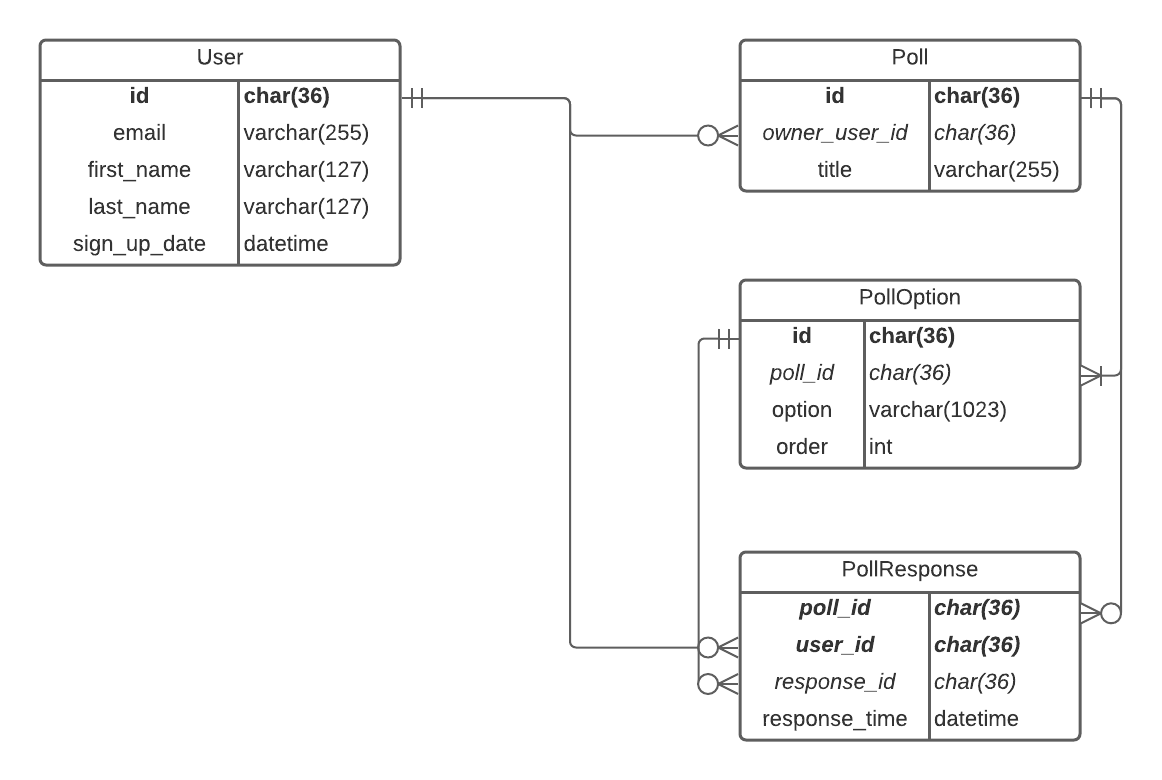 User
id char(36)
email varchar(255)
first_name varchar(127)
last_name varchar(127)
sign_up_date datetime
Poll
id char(36)
owner_user_id char(36)
title varchar(255)
PollOption
id char(36)
poll_id char(36)
option varchar(1023)
order int
PollResponse
poll_id char(36)
user_id char(36)
response_id char(36)
response_time datetime